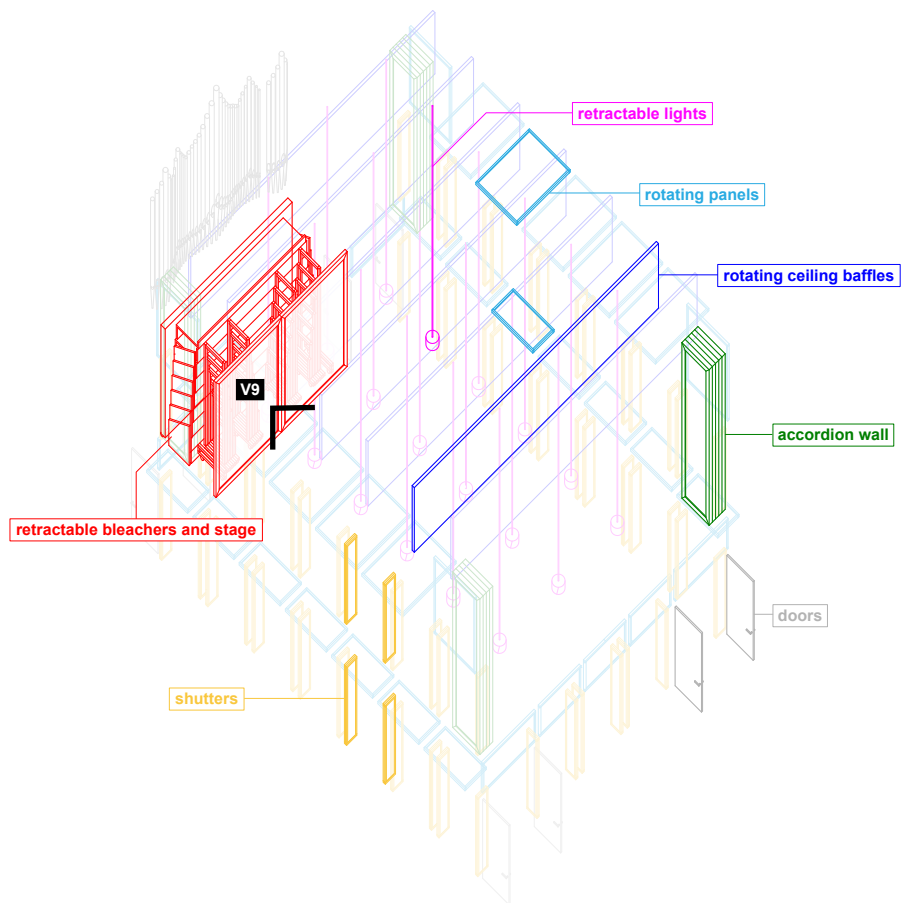 retractable lights
rotating panels
rotating ceiling baffles
V9
accordion wall
retractable bleachers and stage
doors
shutters